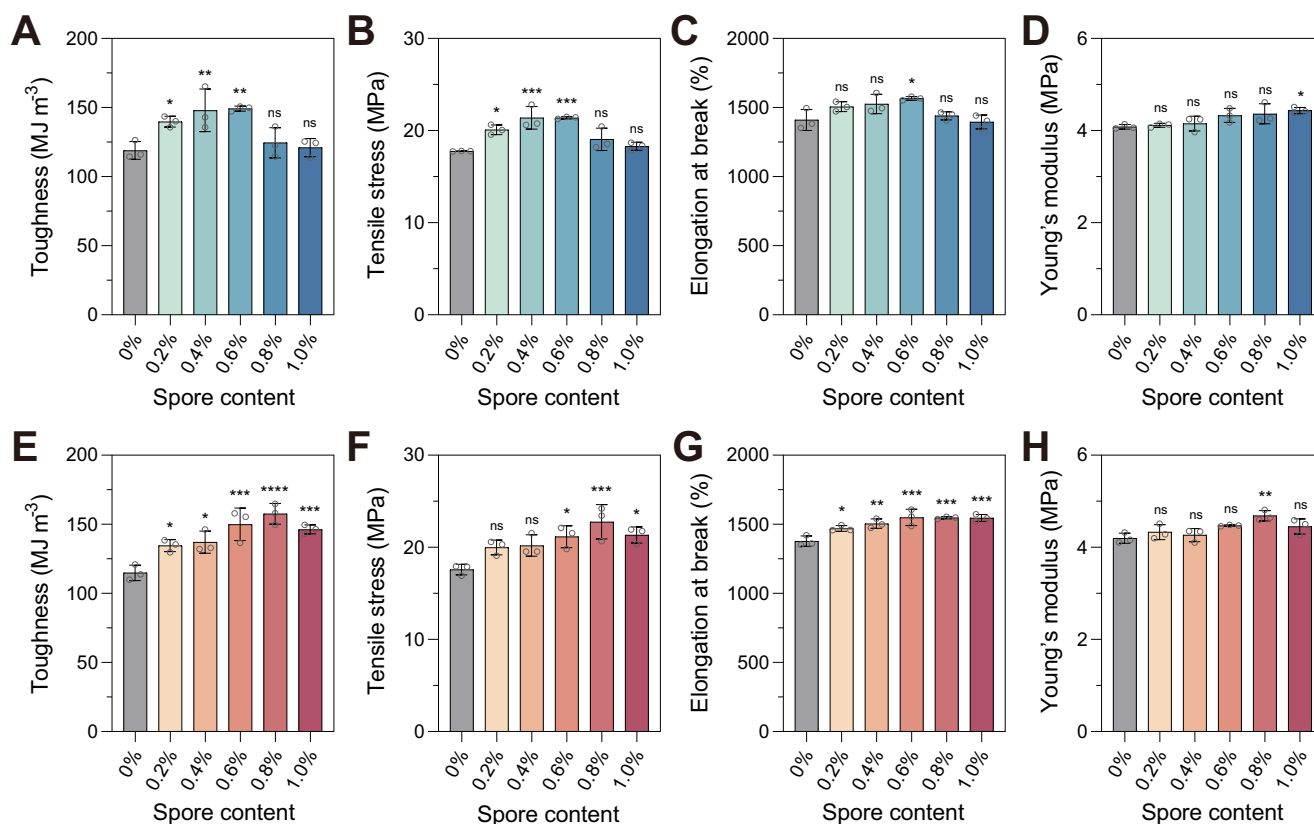 A
Toughness (MJ m⁻³)
200
150
100
50
0
*
**
**
ns
ns
0%
0.2%
0.4%
0.6%
0.8%
1.0%
Spore content
B
Tensile stress (MPa)
30
20
10
0
*
***
***
ns
ns
0%
0.2%
0.4%
0.6%
0.8%
1.0%
Spore content
C
Elongation at break (%)
2000
1500
1000
500
0
ns
ns
*
ns
ns
0%
0.2%
0.4%
0.6%
0.8%
1.0%
Spore content
D
Young's modulus (MPa)
6
4
2
0
ns
ns
ns
ns
*
0%
0.2%
0.4%
0.6%
0.8%
1.0%
Spore content
E
Toughness (MJ m⁻³)
200
150
100
50
0
*
*
***
****
***
0%
0.2%
0.4%
0.6%
0.8%
1.0%
Spore content
F
Tensile stress (MPa)
30
20
10
0
ns
ns
*
***
*
0%
0.2%
0.4%
0.6%
0.8%
1.0%
Spore content
G
Elongation at break (%)
2000
1500
1000
500
0
*
**
***
***
***
0%
0.2%
0.4%
0.6%
0.8%
1.0%
Spore content
H
Young's modulus (MPa)
6
4
2
0
ns
ns
ns
**
ns
0%
0.2%
0.4%
0.6%
0.8%
1.0%
Spore content